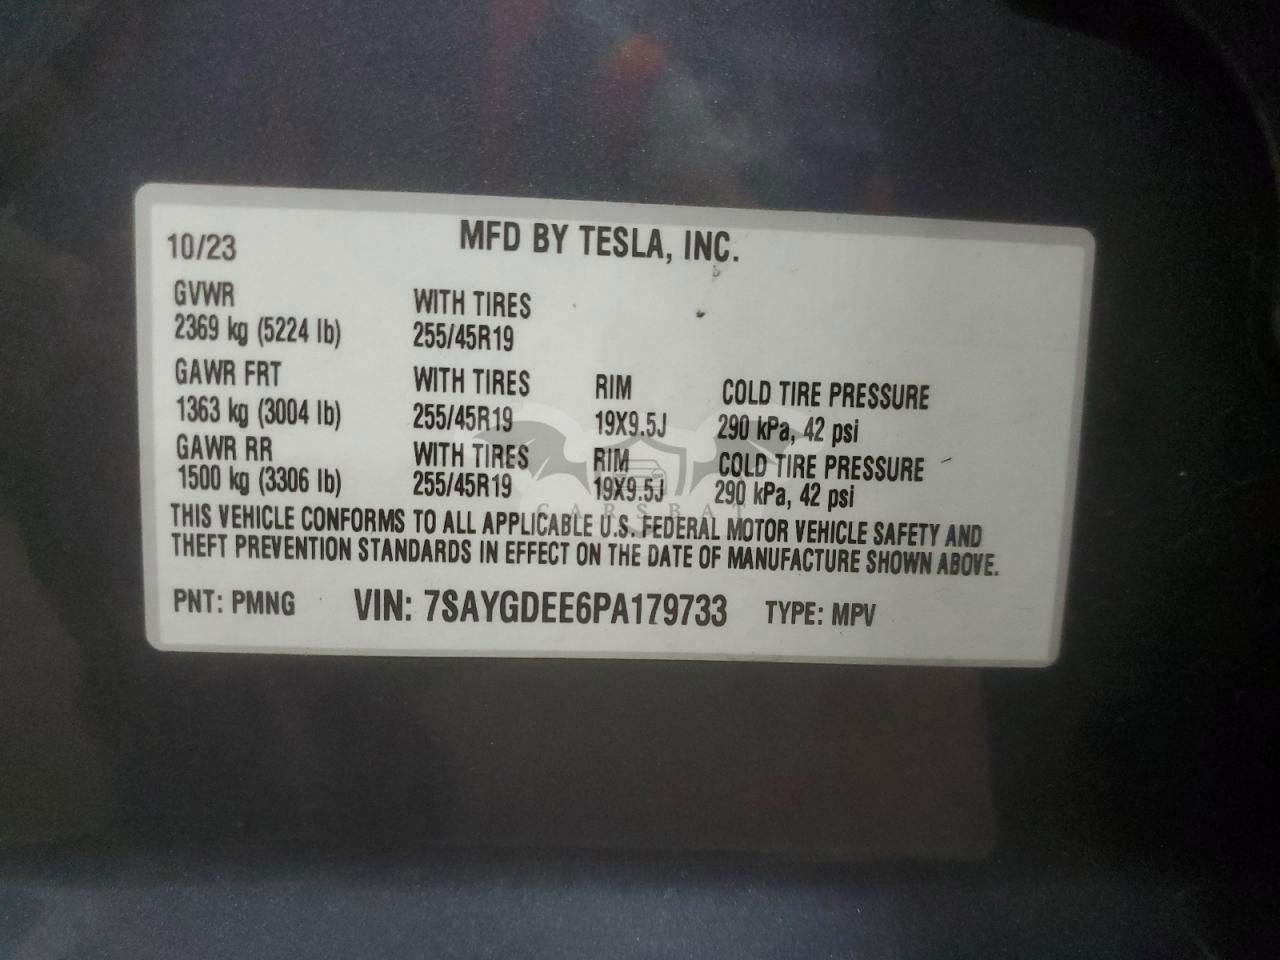 10/23 MFD BY TESLA, INC.
GVWR WITH TIRES
2369 kg (5224 lb) 255/45R19
GAWR FRT WITH TIRES RIM COLD TIRE PRESSURE
1363 kg (3004 lb) 255/45R19 19X9.5J 290 kPa, 42 psi
GAWR RR WITH TIRES RIM COLD TIRE PRESSURE
1500 kg (3306 lb) 255/45R19 19X9.5J 290 kPa, 42 psi
CARSBAT
THIS VEHICLE CONFORMS TO ALL APPLICABLE U.S. FEDERAL MOTOR VEHICLE SAFETY AND
THEFT PREVENTION STANDARDS IN EFFECT ON THE DATE OF MANUFACTURE SHOWN ABOVE.
PNT: PMNG VIN: 7SAYGDEE6PA179733 TYPE: MPV